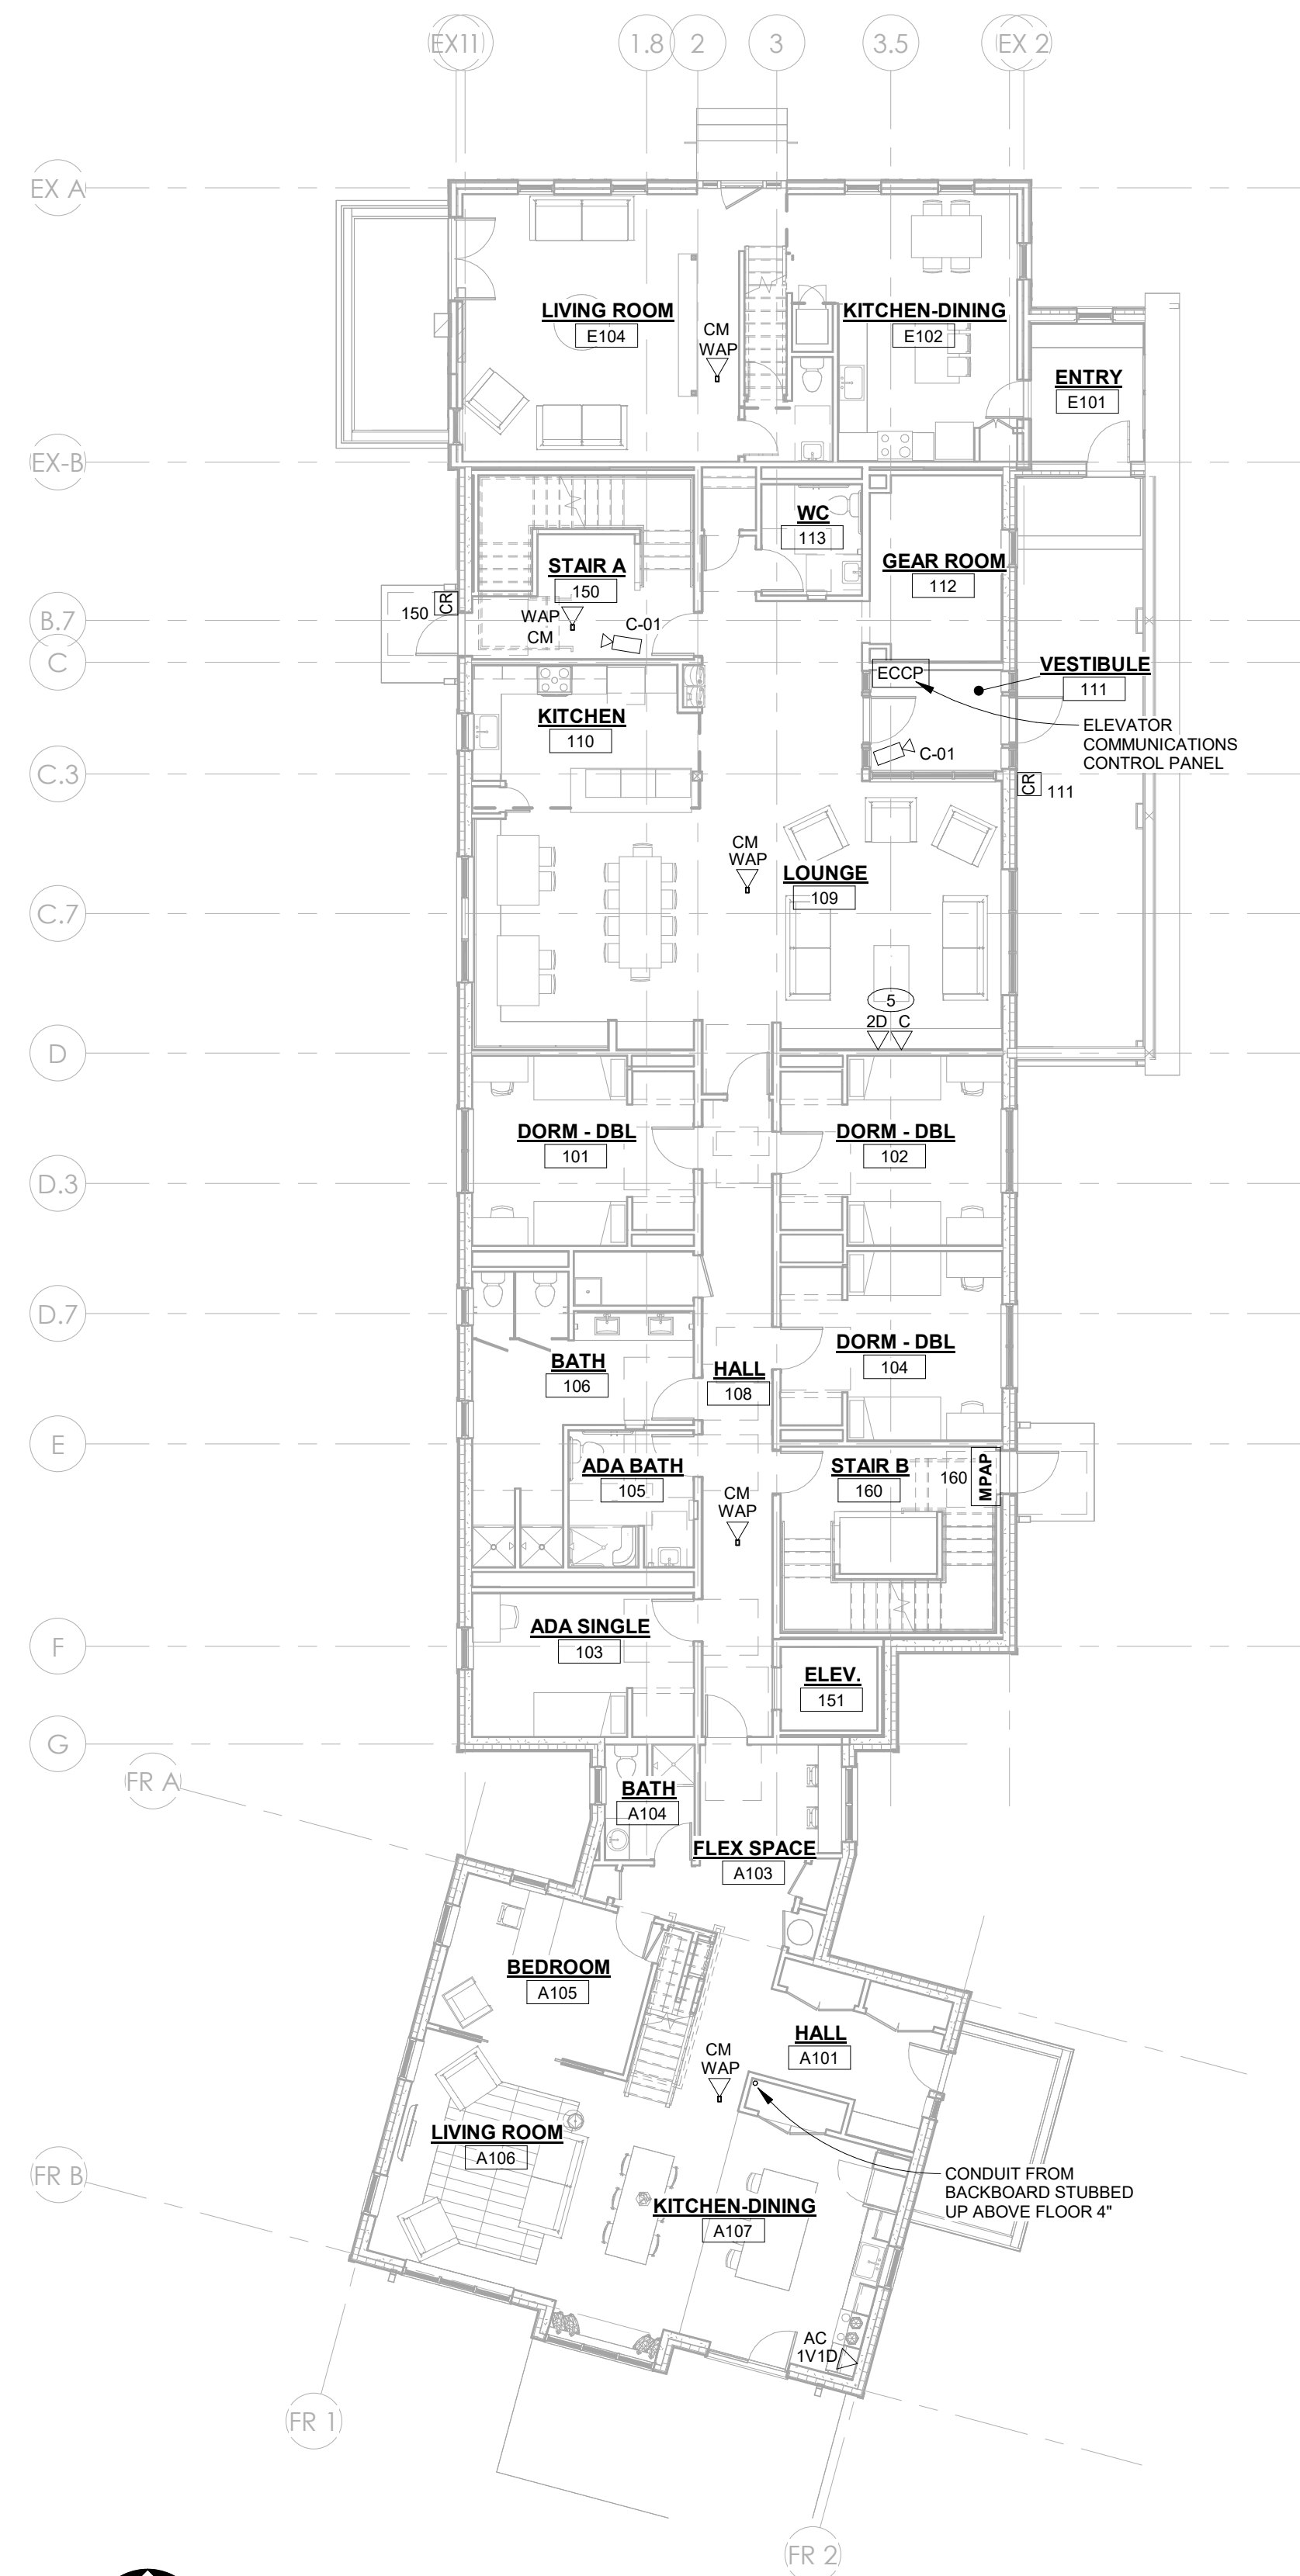 EX11
1.8
2
3
3.5
EX 2
EX A
LIVING ROOM
E104
CM
WAP
KITCHEN-DINING
E102
ENTRY
E101
EX-B
WC
113
STAIR A
150
GEAR ROOM
112
150
CR
WAP
CM
C-01
B.7
C
ECCP
VESTIBULE
111
KITCHEN
110
ELEVATOR
COMMUNICATIONS
CONTROL PANEL
C-01
C.3
CR
111
CM
WAP
LOUNGE
109
C.7
5
2D
C
D
DORM - DBL
101
DORM - DBL
102
D.3
D.7
DORM - DBL
104
BATH
106
HALL
108
E
ADA BATH
105
STAIR B
160
160
MPAP
CM
WAP
ADA SINGLE
103
F
ELEV.
151
G
FR A
BATH
A104
FLEX SPACE
A103
BEDROOM
A105
HALL
A101
CM
WAP
LIVING ROOM
A106
FR B
CONDUIT FROM
BACKBOARD STUBBED
UP ABOVE FLOOR 4"
KITCHEN-DINING
A107
AC
1V1D
FR 1
FR 2